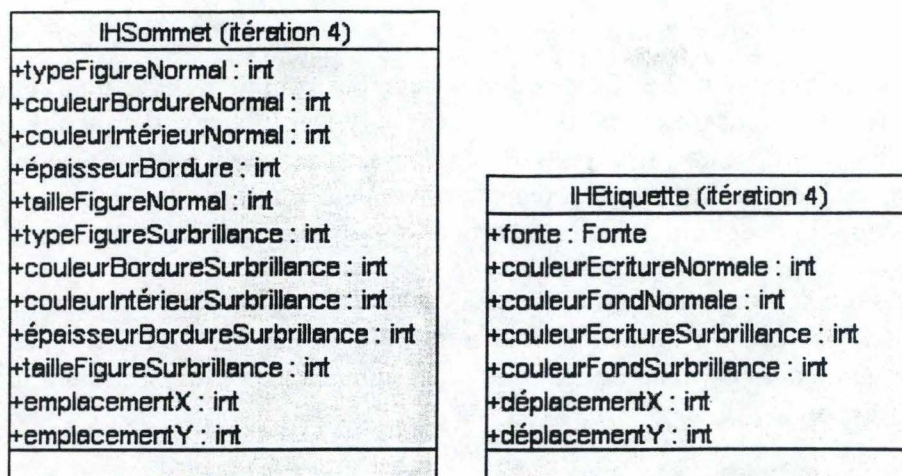 IHSommet (itération 4)
+typeFigureNormal : int
+couleurBordureNormal : int
+couleurIntérieurNormal : int
+épaisseurBordure : int
+tailleFigureNormal : int
+typeFigureSurbrillance : int
+couleurBordureSurbrillance : int
+couleurIntérieurSurbrillance : int
+épaisseurBordureSurbrillance : int
+tailleFigureSurbrillance : int
+emplacementX : int
+emplacementY : int
IHEtiquette (itération 4)
+fonte : Fonte
+couleurEcritureNormale : int
+couleurFondNormale : int
+couleurEcritureSurbrillance : int
+couleurFondSurbrillance : int
+déplacementX : int
+déplacementY : int